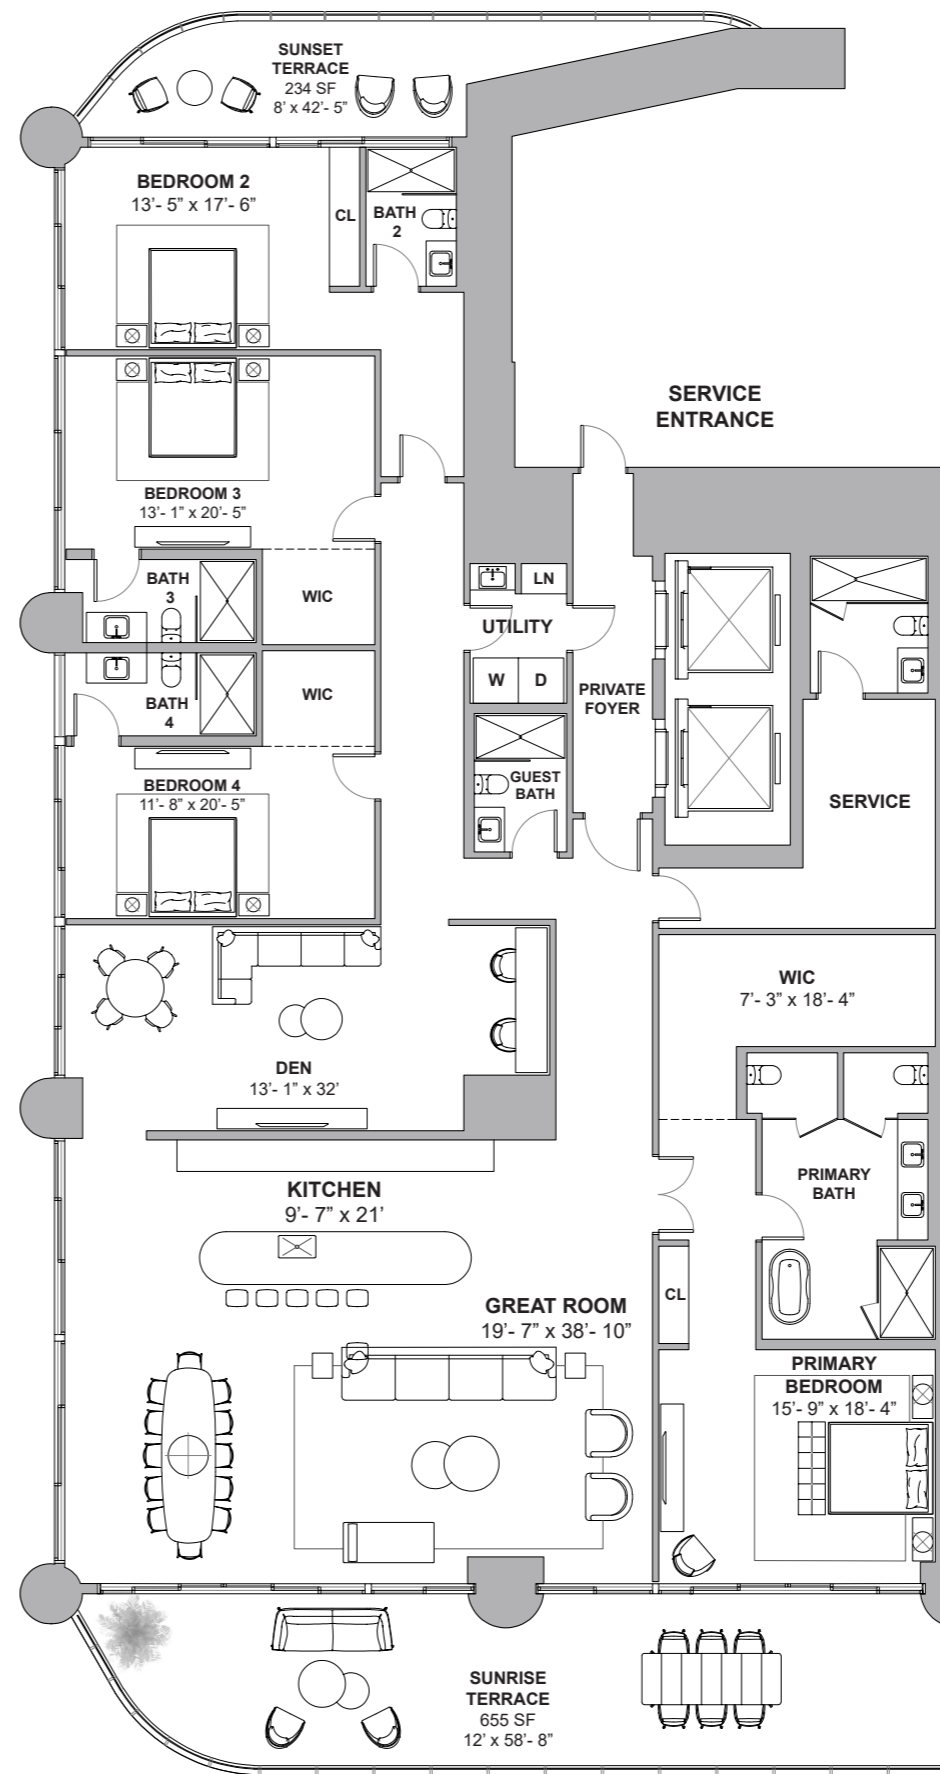 SUNSET
TERRACE
234 SF
8' x 42'- 5”
BEDROOM 2
13'- 5” x 17'- 6”
CL
BATH
2
SERVICE
ENTRANCE
BEDROOM 3
13'- 1” x 20'- 5”
BATH
3
WIC
LN
UTILITY
W
D
PRIVATE
FOYER
WIC
BATH
4
GUEST
BATH
BEDROOM 4
11'- 8” x 20'- 5”
SERVICE
WIC
7'- 3” x 18'- 4”
DEN
13'- 1” x 32'
KITCHEN
9'- 7” x 21'
PRIMARY
BATH
CL
GREAT ROOM
19'- 7” x 38'- 10”
PRIMARY
BEDROOM
15'- 9” x 18'- 4”
SUNRISE
TERRACE
655 SF
12' x 58'- 8”